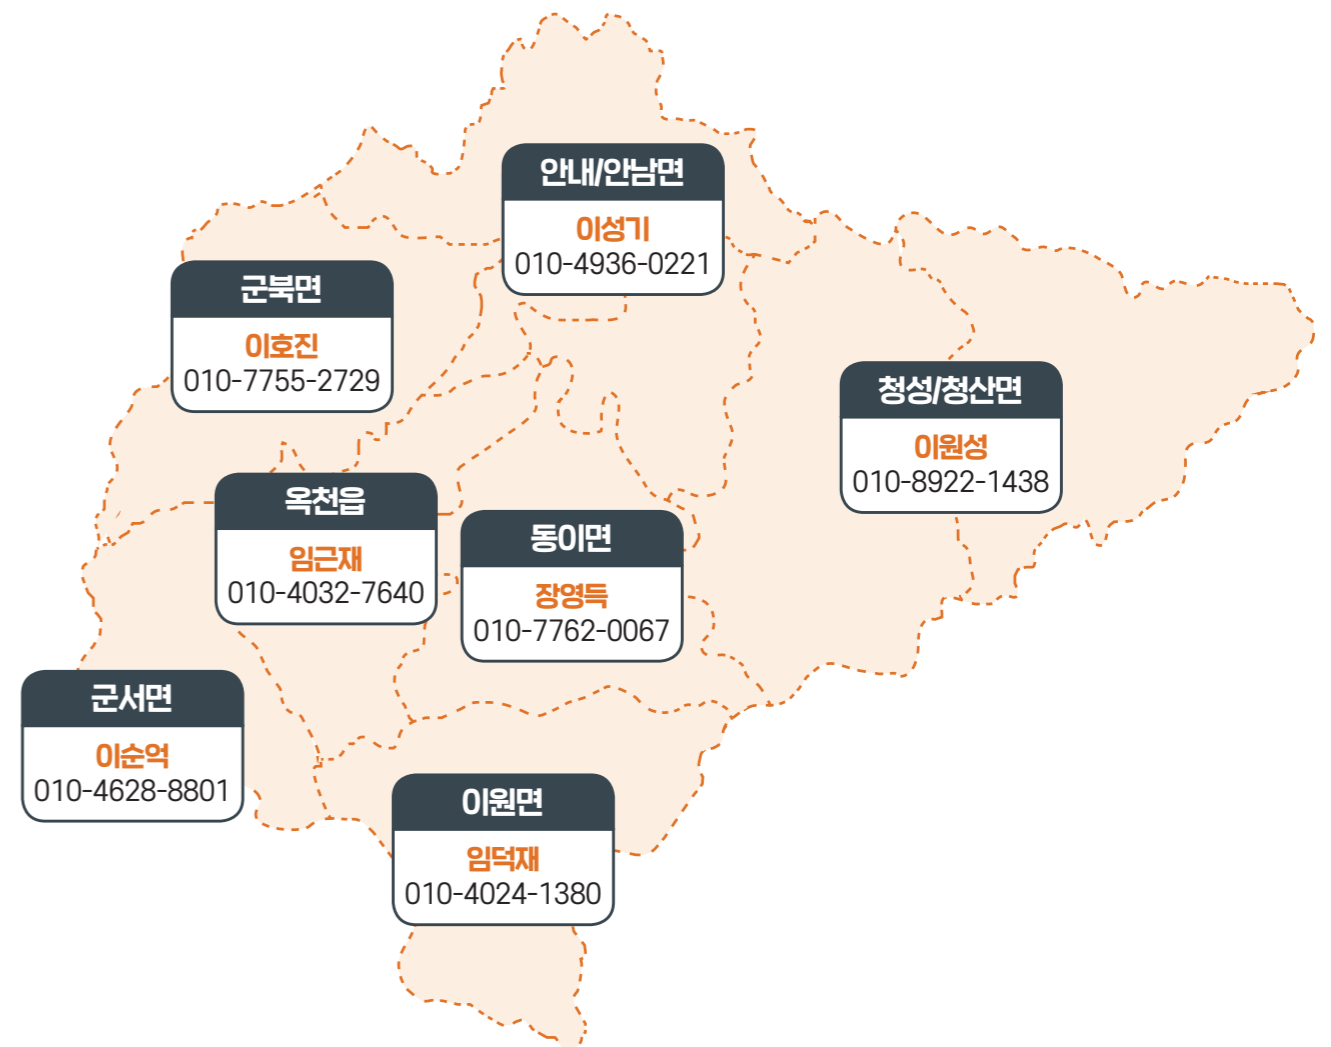 안내/안남면
이성기
010-4936-0221
군북면
이호진
010-7755-2729
청성/청산면
이원성
010-8922-1438
옥천읍
임근재
010-4032-7640
동이면
장영득
010-7762-0067
군서면
이순억
010-4628-8801
이원면
임덕재
010-4024-1380